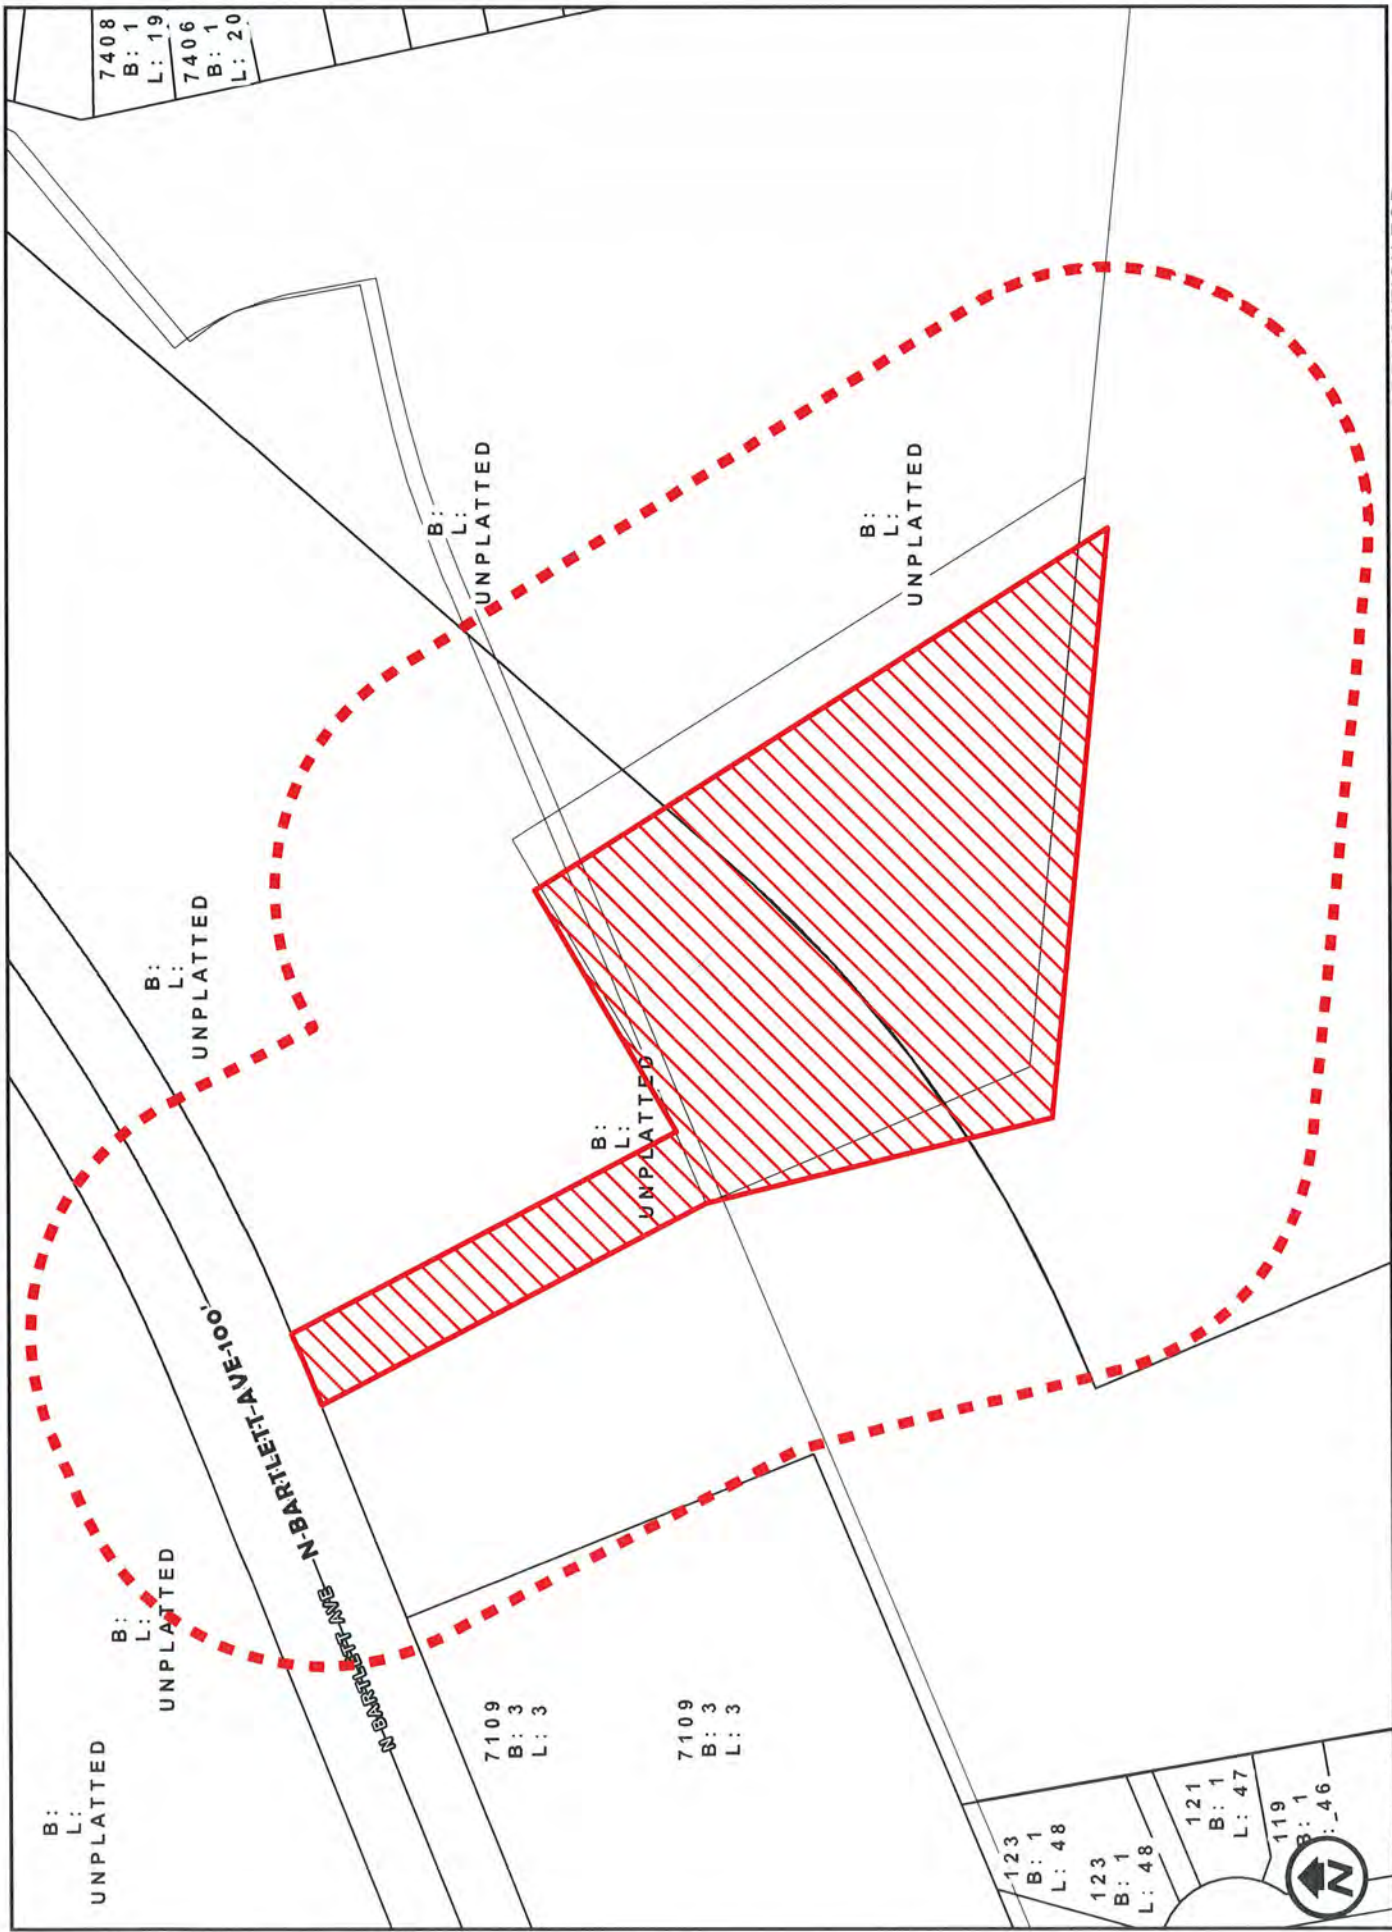 7408
B: 1
L: 19
7406
B: 1
L: 20
B:
L:
UNPLATTED
B:
L:
UNPLATTED
B:
L:
UNPLATTED
B:
L:
UNPLATTED
B:
L:
UNPLATTED
B:
L:
UNPLATTED
N-BARTLETT-AVE-100'
N-BARTLETT-AVE
7109
B: 3
L: 3
7109
B: 3
L: 3
123
B: 1
L: 48
123
B: 1
L: 48
121
B: 1
L: 47
119
B: 1
: 46
N